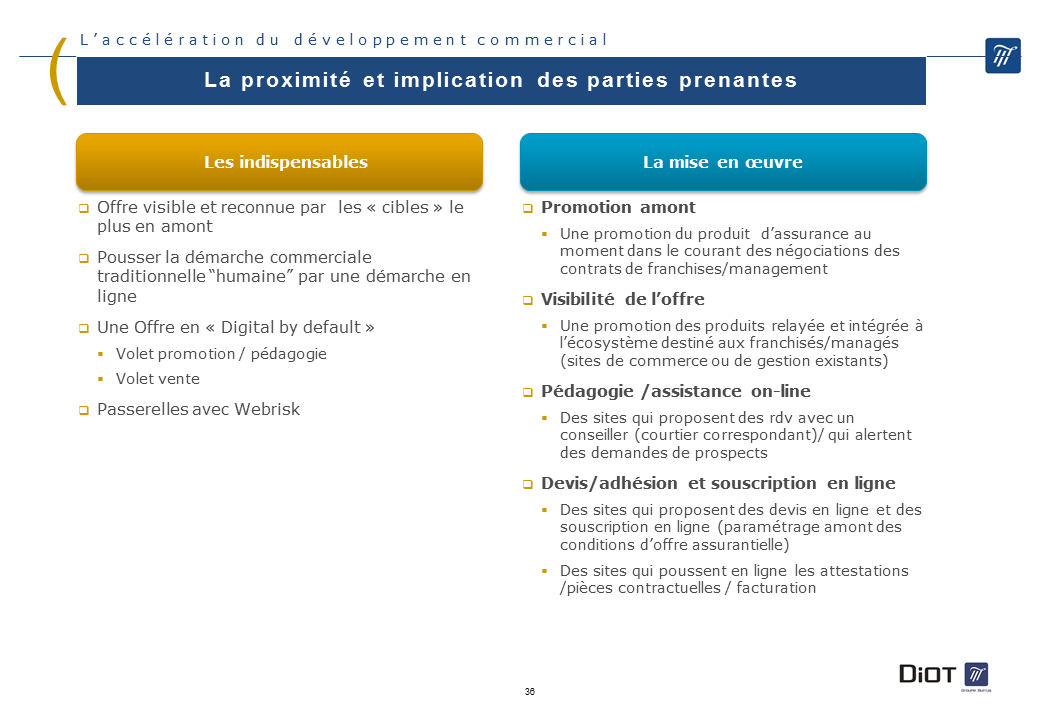 L’accélération du développement commercial
La proximité et implication des parties prenantes
Les indispensables
Offre visible et reconnue par les « cibles » le
plus en amont
Pousser la démarche commerciale
traditionnelle “humaine” par une démarche en
ligne
Une Offre en « Digital by default »
Volet promotion / pédagogie
Volet vente
Passerelles avec Webrisk
La mise en œuvre
Promotion amont
Une promotion du produit d’assurance au
moment dans le courant des négociations des
contrats de franchises/management
Visibilité de l’offre
Une promotion des produits relayée et intégrée à
l’écosystème destiné aux franchisés/managés
(sites de commerce ou de gestion existants)
Pédagogie /assistance on-line
Des sites qui proposent des rdv avec un
conseiller (courtier correspondant)/ qui alertent
des demandes de prospects
Devis/adhésion et souscription en ligne
Des sites qui proposent des devis en ligne et des
souscription en ligne (paramétrage amont des
conditions d’offre assurantielle)
Des sites qui poussent en ligne les attestations
/pièces contractuelles / facturation
DiOT
Groupe Burrus
36